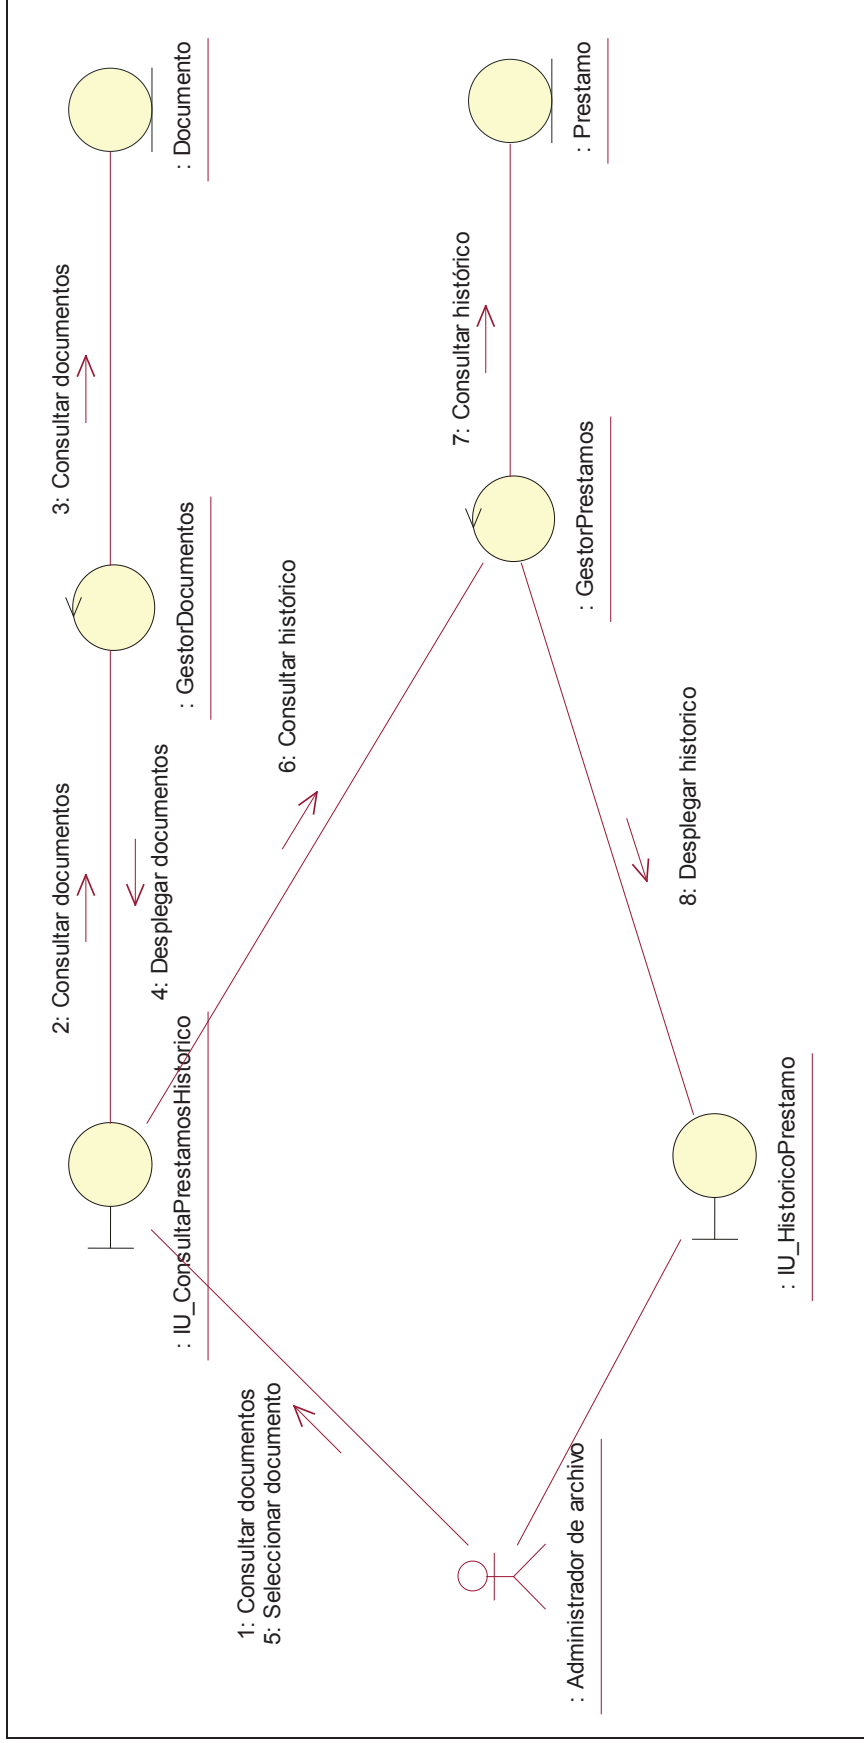 1: Consultar documentos
5: Seleccionar documento
: Administrador de archivo
: IU_ConsultaPrestamosHistorico
2: Consultar documentos
4: Desplegar documentos
: GestorDocumentos
3: Consultar documentos
: Documento
6: Consultar histórico
: GestorPrestamos
7: Consultar histórico
: Prestamo
8: Desplegar historico
: IU_HistoricoPrestamo